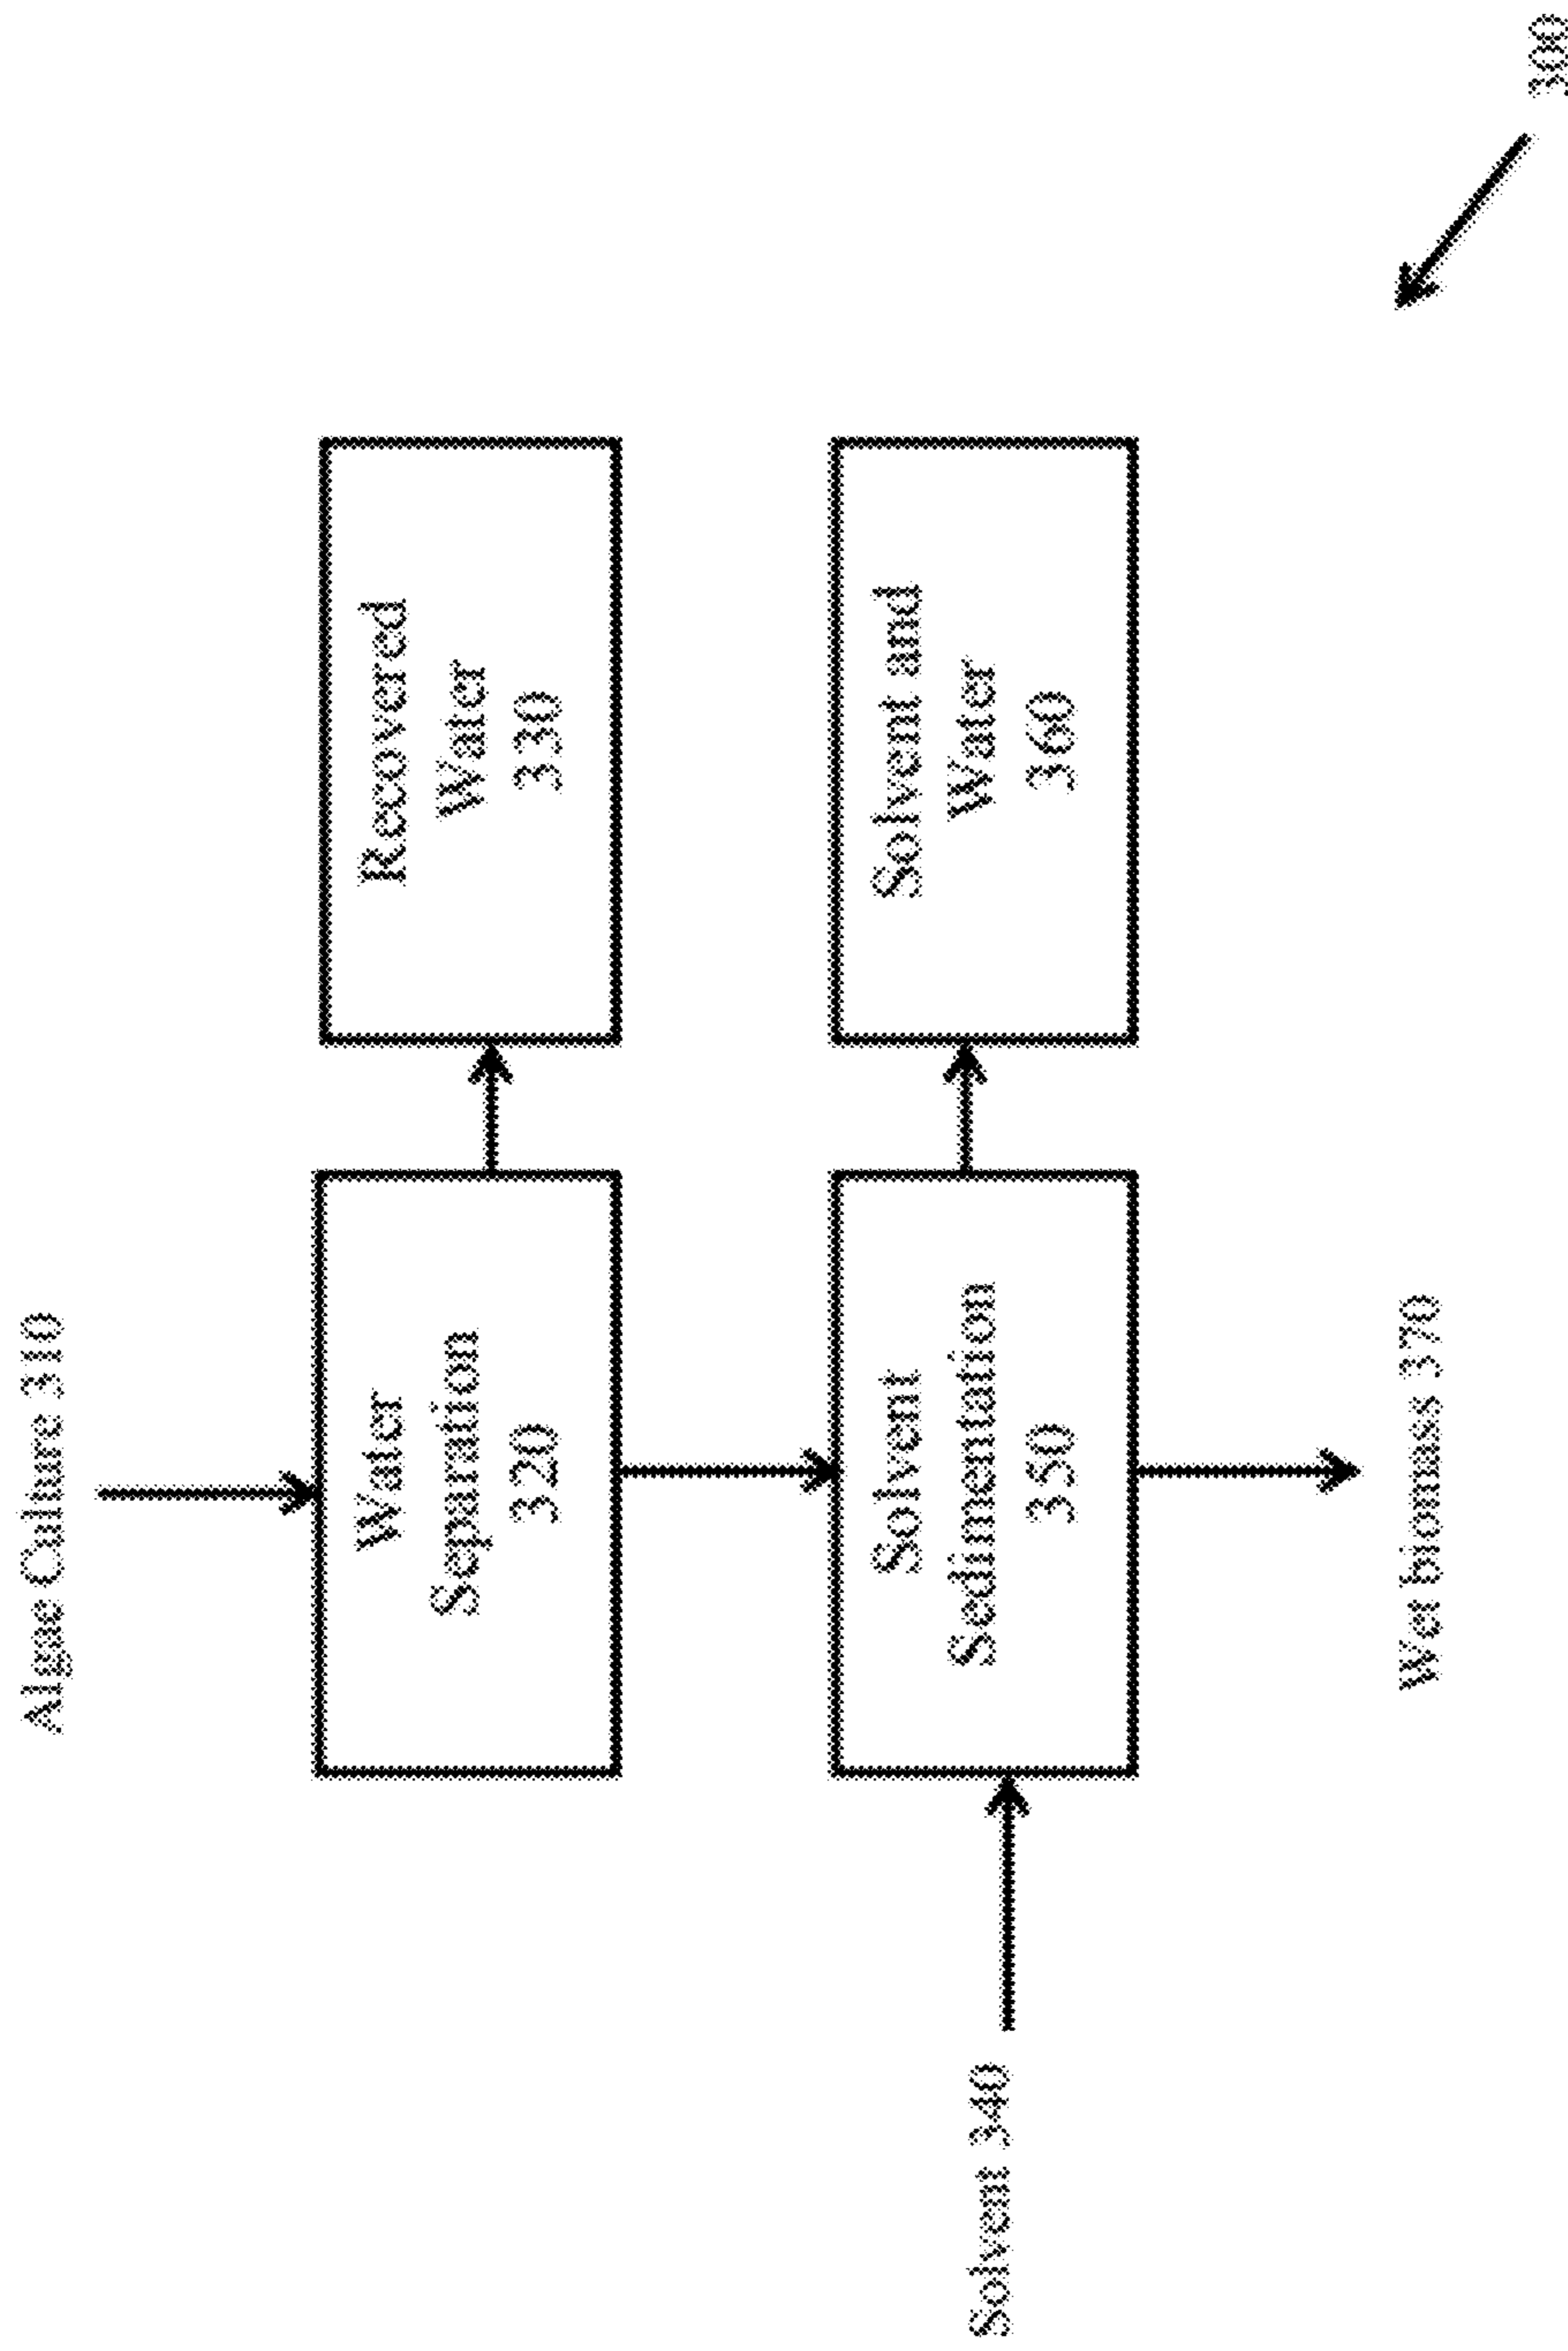 Algae Culture 310
Water
Separation
320
Recovered
Water
330
Solvent 340
Solvent
Sedimentation
350
Solvent and
Water
360
Wet biomass 370
300